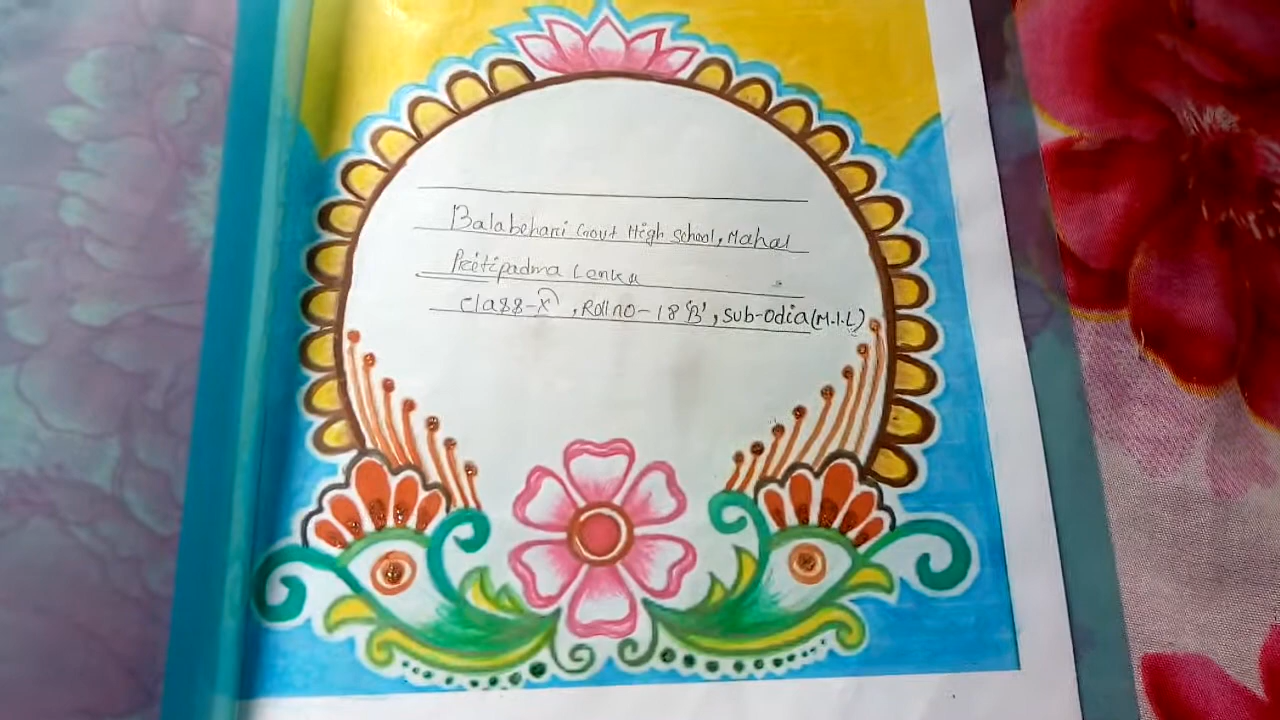 Balabehari Govt High School, Mahal
Preetipadma Lenka
Class-X , Roll no-18 'B', Sub-Odia (M.I.L)